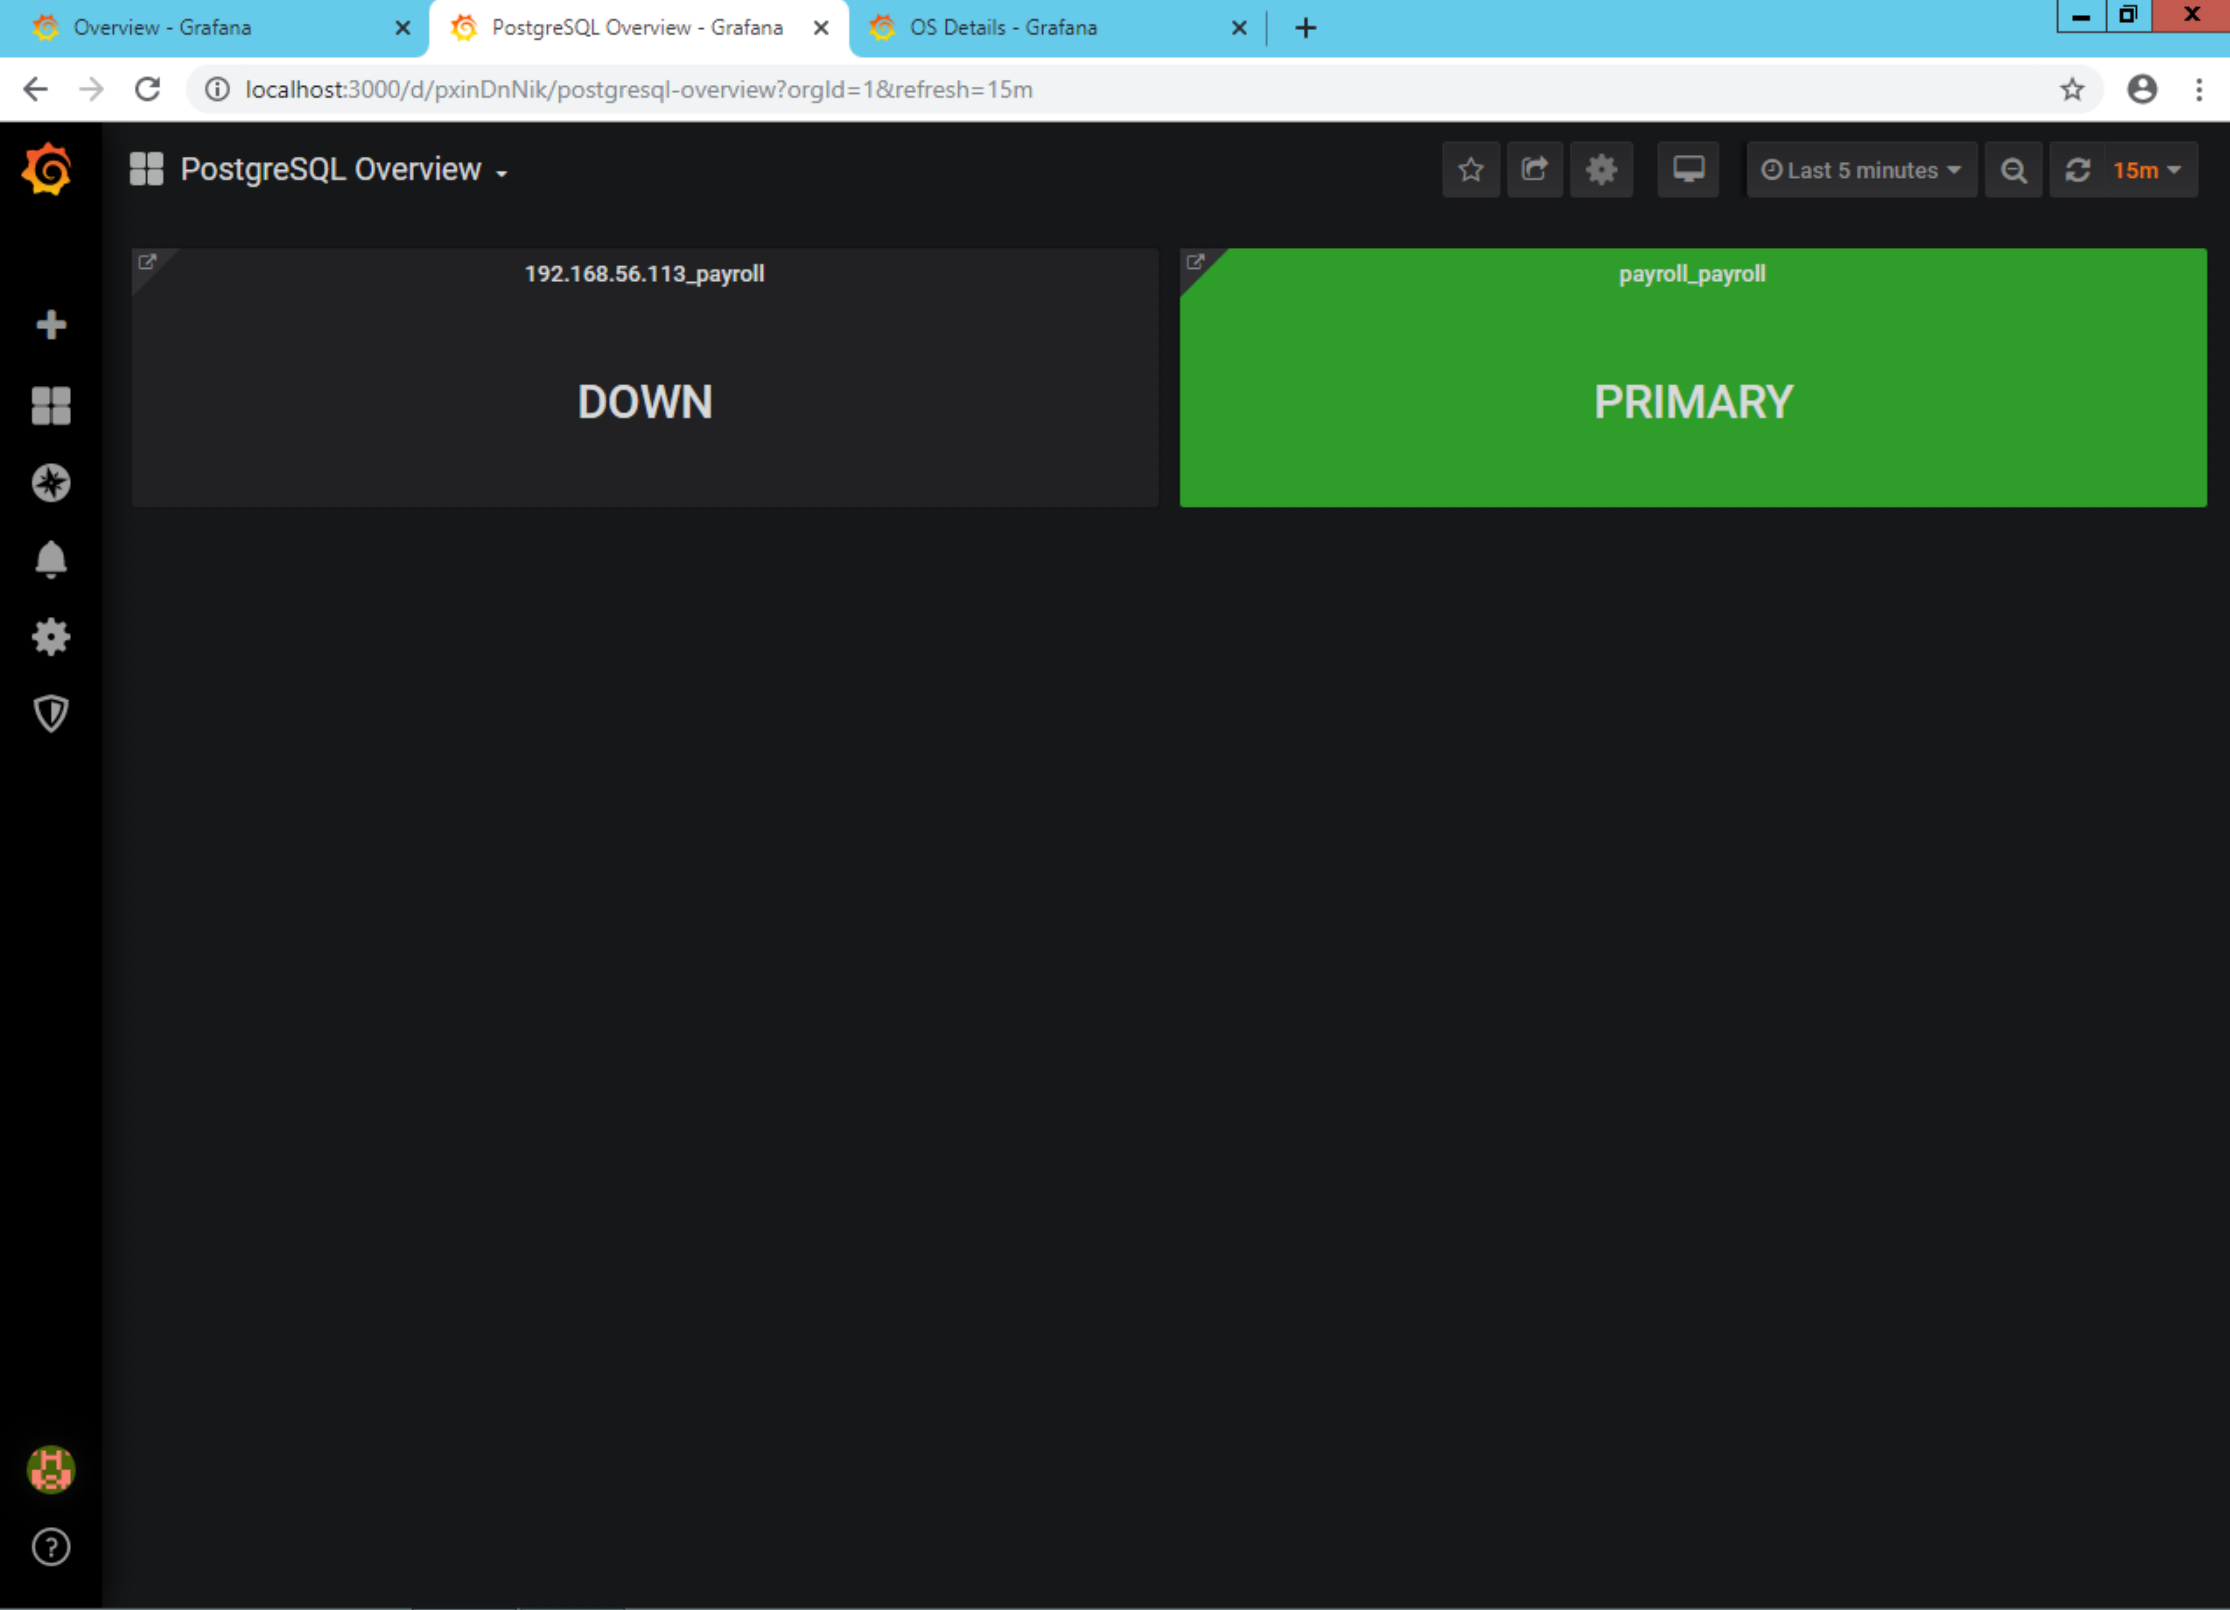 Overview - Grafana
PostgreSQL Overview - Grafana
OS Details - Grafana
localhost:3000/d/pxinDnNik/postgresql-overview?orgId=1&refresh=15m
PostgreSQL Overview
Last 5 minutes
15m
192.168.56.113_payroll
DOWN
payroll_payroll
PRIMARY